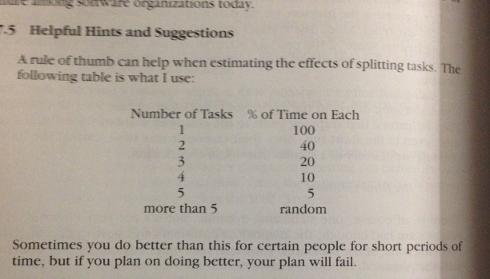 among software organizations today.
7.5 Helpful Hints and Suggestions
A rule of thumb can help when estimating the effects of splitting tasks. The
following table is what I use:
Number of Tasks % of Time on Each
1 100
2 40
3 20
4 10
5 5
more than 5 random
Sometimes you do better than this for certain people for short periods of
time, but if you plan on doing better, your plan will fail.